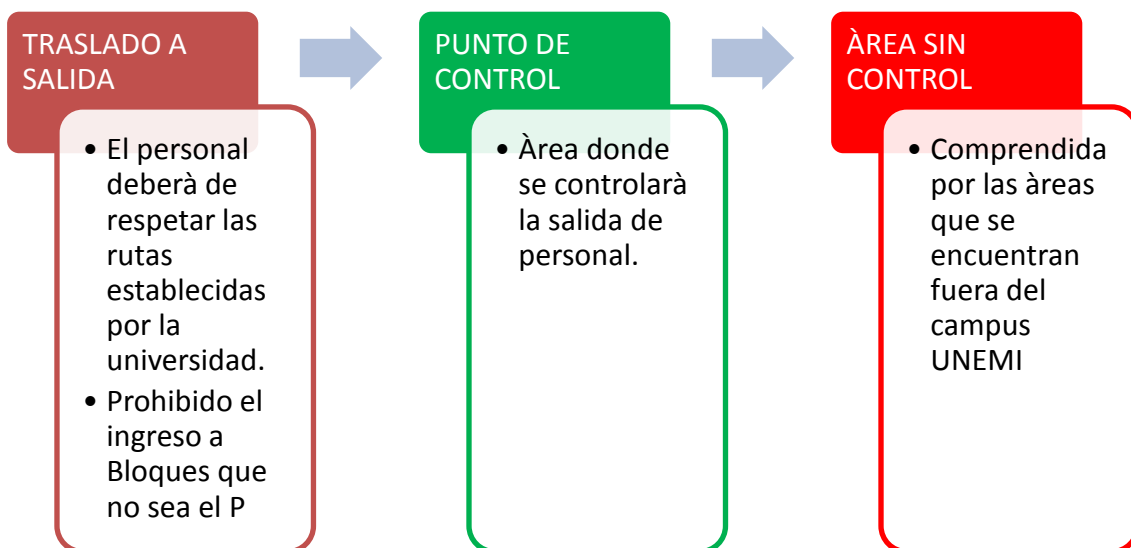 TRASLADO A
SALIDA
• El personal
deberà de
respetar las
rutas
establecidas
por la
universidad.
• Prohibido el
ingreso a
Bloques que
no sea el P
PUNTO DE
CONTROL
• Àrea donde
se controlarà
la salida de
personal.
ÀREA SIN
CONTROL
• Comprendida
por las àreas
que se
encuentran
fuera del
campus
UNEMI